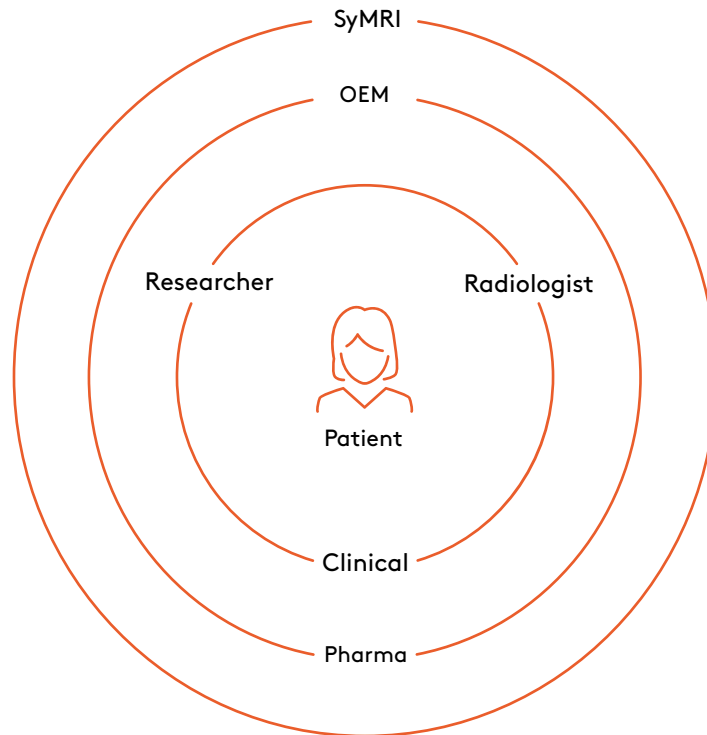 SyMRI
OEM
Researcher
Radiologist
Patient
Clinical
Pharma